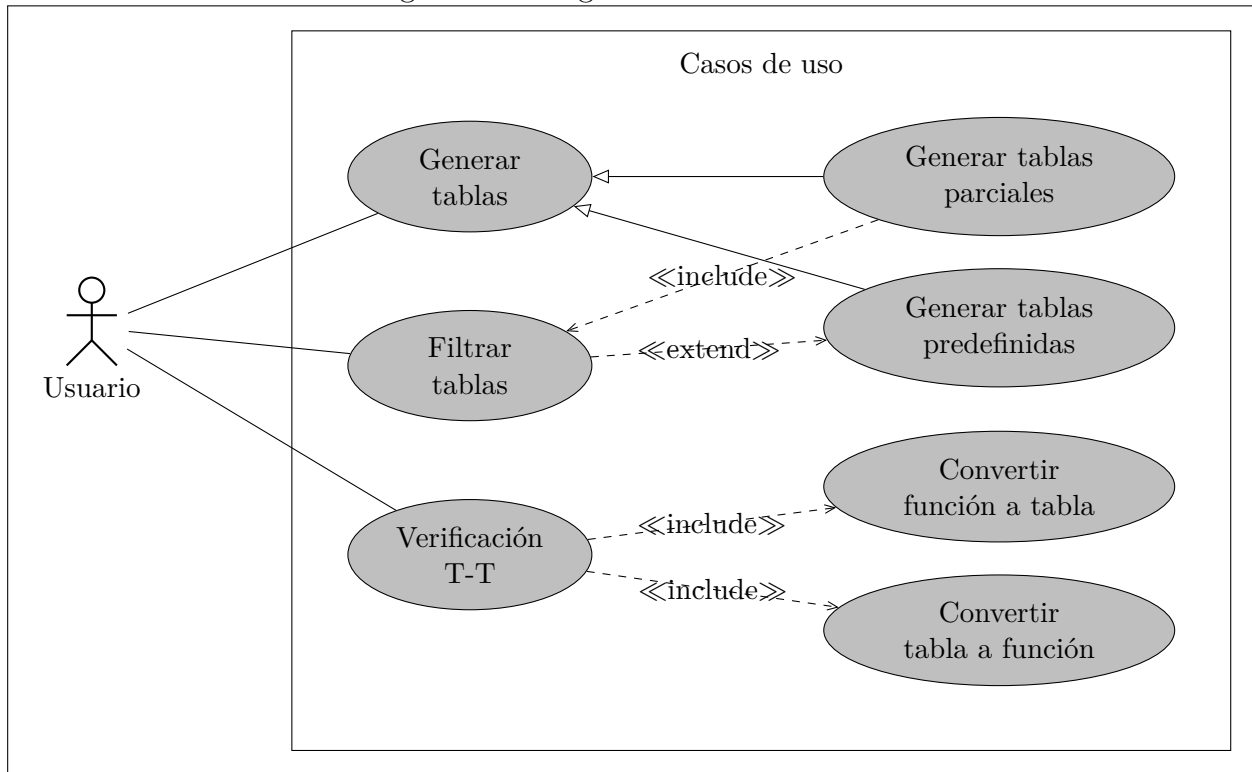 Casos de uso
Generar
tablas
Generar tablas
parciales
≪include≫
Generar tablas
predefinidas
Filtrar
tablas
≪extend≫
Usuario
Convertir
función a tabla
≪include≫
Verificación
T-T
≪include≫
Convertir
tabla a función